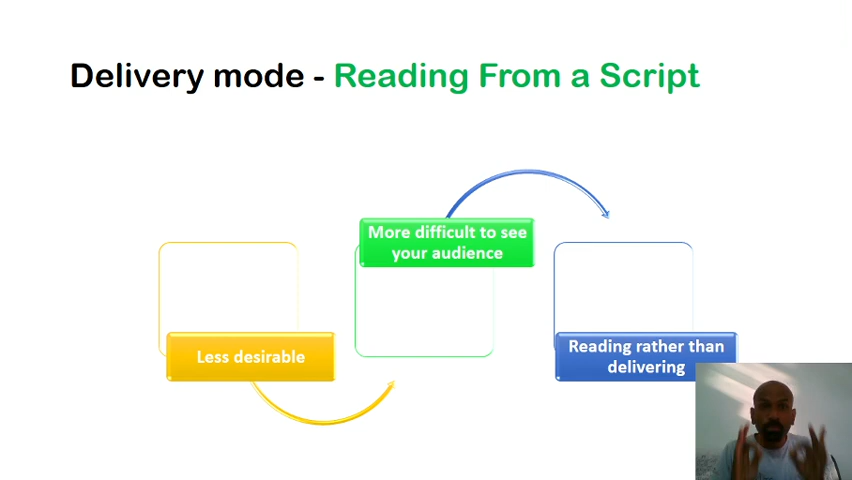 Delivery mode - Reading From a Script
More difficult to see
your audience
Less desirable
Reading rather than
delivering